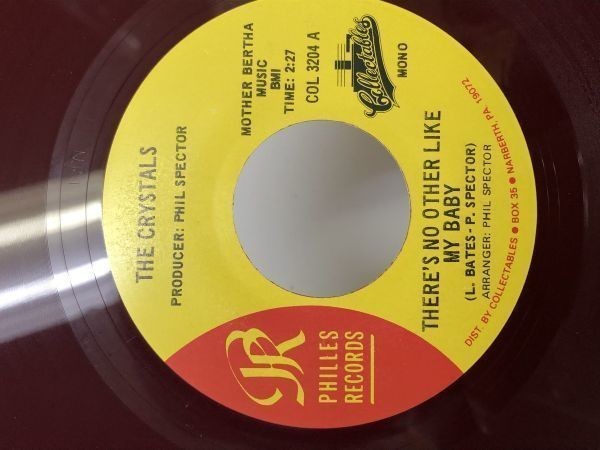 PR
PHILLES
RECORDS
MOTHER BERTHA
MUSIC
BMI
TIME: 2:27
COL 3204 A
Collectables
MONO
THE CRYSTALS
PRODUCER: PHIL SPECTOR
THERE'S NO OTHER LIKE
MY BABY
(L. BATES - P. SPECTOR)
ARRANGER: PHIL SPECTOR
DIST. BY COLLECTABLES ● BOX 35 ● NARBERTH, PA 19072